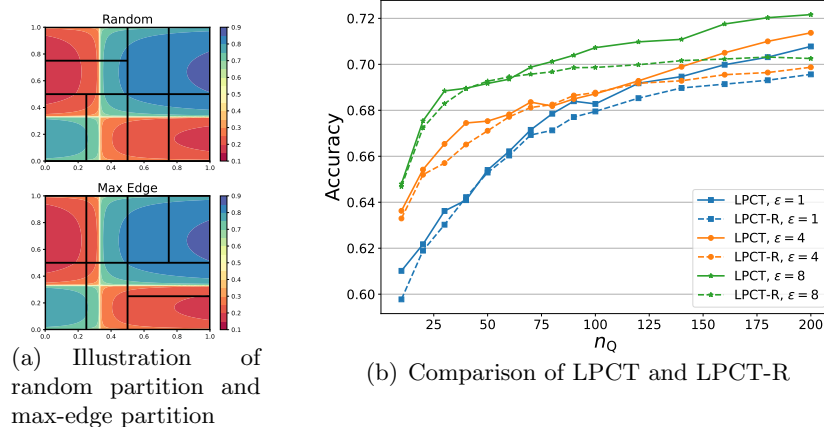 Random
1.0
0.8
0.6
0.4
0.2
0.0
0.0 0.2 0.4 0.6 0.8 1.0
0.9
0.8
0.7
0.6
0.5
0.4
0.3
0.2
0.1
Max Edge
1.0
0.8
0.6
0.4
0.2
0.0
0.0 0.2 0.4 0.6 0.8 1.0
0.9
0.8
0.7
0.6
0.5
0.4
0.3
0.2
0.1
(a) Illustration of
random partition and
max-edge partition
Accuracy
0.72
0.70
0.68
0.66
0.64
0.62
0.60
LPCT, ε = 1
LPCT-R, ε = 1
LPCT, ε = 4
LPCT-R, ε = 4
LPCT, ε = 8
LPCT-R, ε = 8
25 50 75 100 125 150 175 200
nQ
(b) Comparison of LPCT and LPCT-R